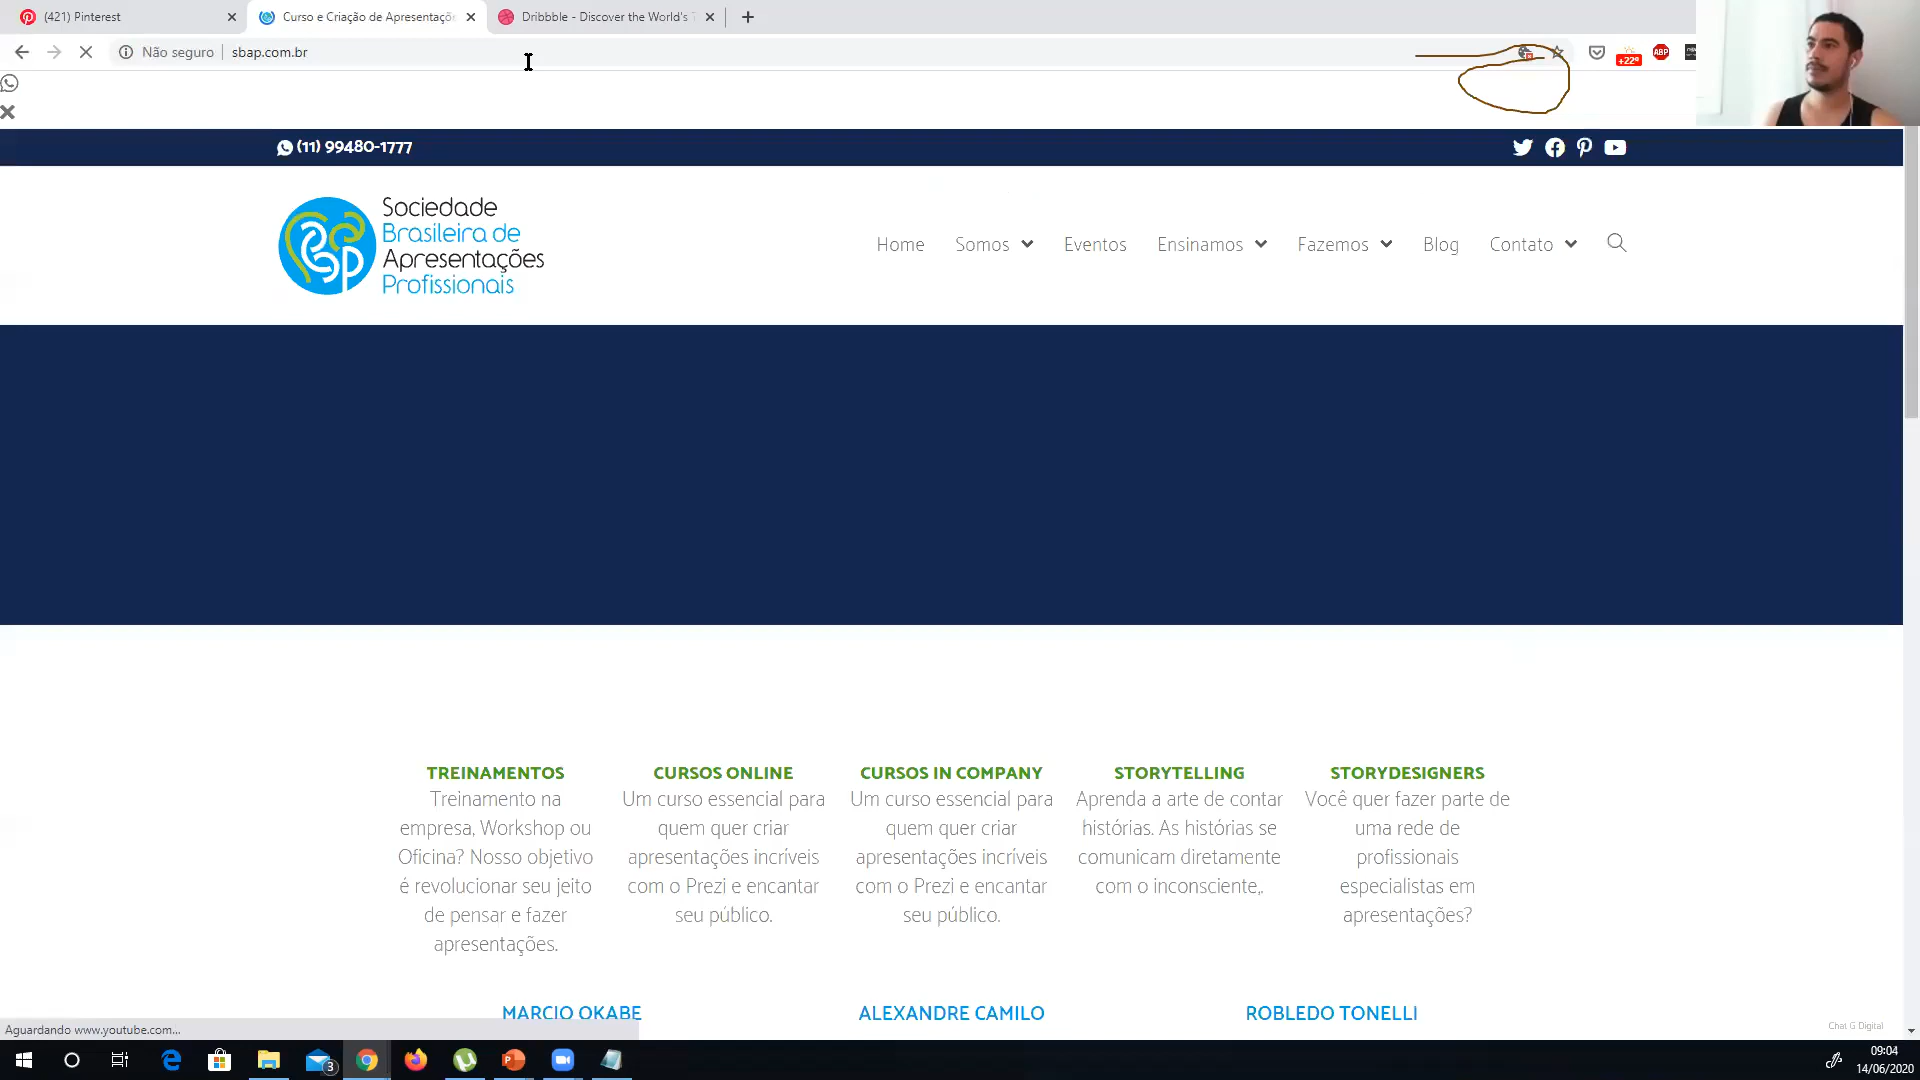 (421) Pinterest
Curso e Criação de Apresentaçõe
Dribbble - Discover the World's T
Não seguro
sbap.com.br
+22º
ABP
(11) 99480-1777
Sociedade
Brasileira de
Apresentações
Profissionais
Home
Somos
Eventos
Ensinamos
Fazemos
Blog
Contato
TREINAMENTOS
Treinamento na
empresa, Workshop ou
Oficina? Nosso objetivo
é revolucionar seu jeito
de pensar e fazer
apresentações.
CURSOS ONLINE
Um curso essencial para
quem quer criar
apresentações incríveis
com o Prezi e encantar
seu público.
CURSOS IN COMPANY
Um curso essencial para
quem quer criar
apresentações incríveis
com o Prezi e encantar
seu público.
STORYTELLING
Aprenda a arte de contar
histórias. As histórias se
comunicam diretamente
com o inconsciente,.
STORYDESIGNERS
Você quer fazer parte de
uma rede de
profissionais
especialistas em
apresentações?
MARCIO OKABE
ALEXANDRE CAMILO
ROBLEDO TONELLI
Aguardando www.youtube.com...
Chat G Digital
3
09:04
14/06/2020